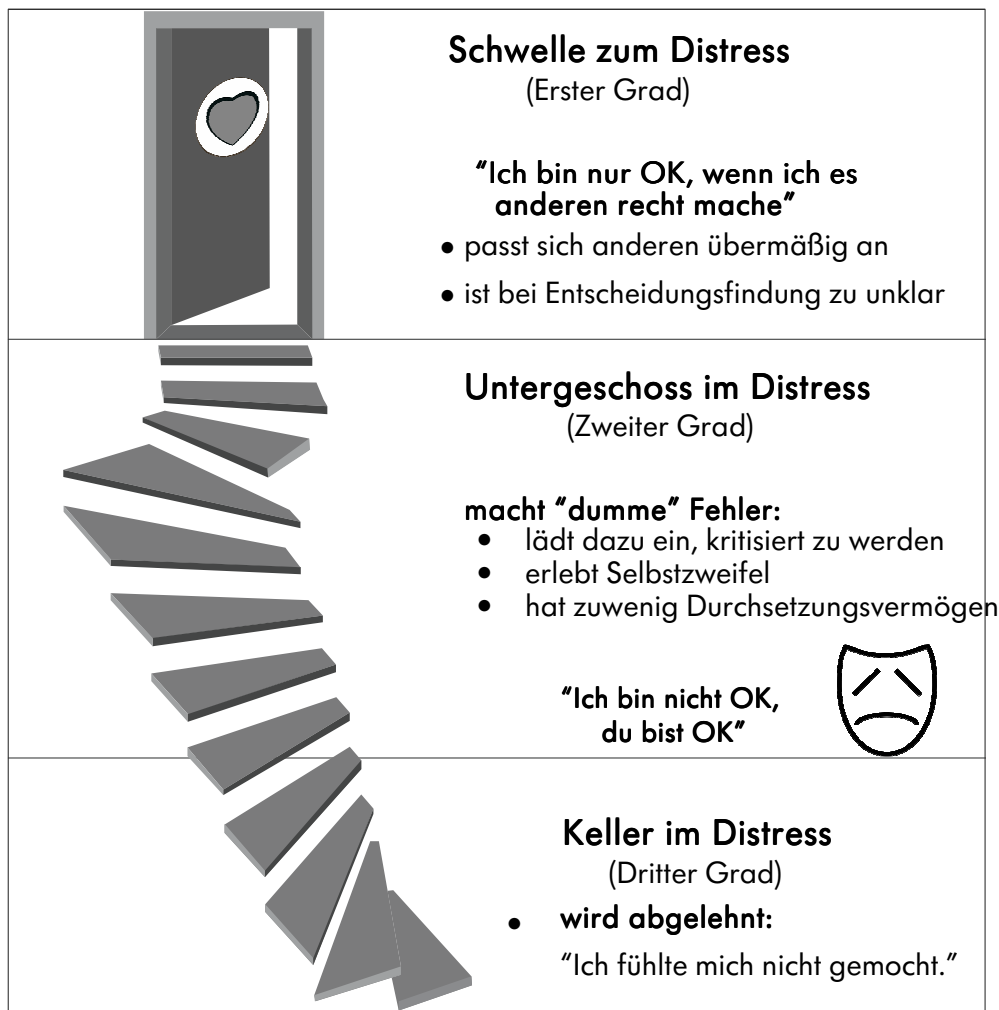 Schwelle zum Distress
(Erster Grad)
"Ich bin nur OK, wenn ich es
anderen recht mache"
• passt sich anderen übermäßig an
• ist bei Entscheidungsfindung zu unklar
Untergeschoss im Distress
(Zweiter Grad)
macht "dumme" Fehler:
• lädt dazu ein, kritisiert zu werden
• erlebt Selbstzweifel
• hat zuwenig Durchsetzungsvermögen
"Ich bin nicht OK,
du bist OK"
Keller im Distress
(Dritter Grad)
• wird abgelehnt:
"Ich fühlte mich nicht gemocht."